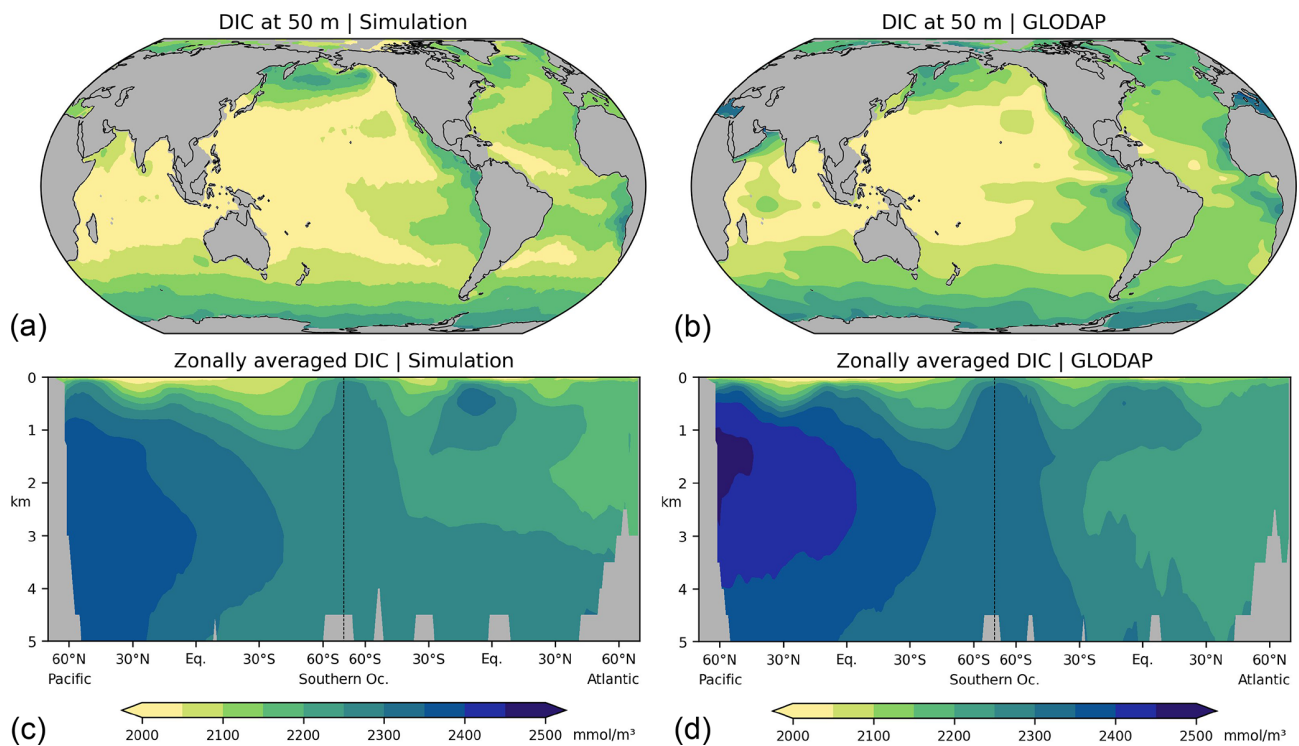 DIC at 50 m | Simulation
DIC at 50 m | GLODAP
(a)
(b)
Zonally averaged DIC | Simulation
Zonally averaged DIC | GLODAP
0
1
2
km
3
4
5
60°N 30°N Eq. 30°S 60°S 60°S 30°S Eq. 30°N 60°N
Pacific Southern Oc. Atlantic
0
1
2
km
3
4
5
60°N 30°N Eq. 30°S 60°S 60°S 30°S Eq. 30°N 60°N
Pacific Southern Oc. Atlantic
(c)
2000 2100 2200 2300 2400 2500 mmol/m³
(d)
2000 2100 2200 2300 2400 2500 mmol/m³